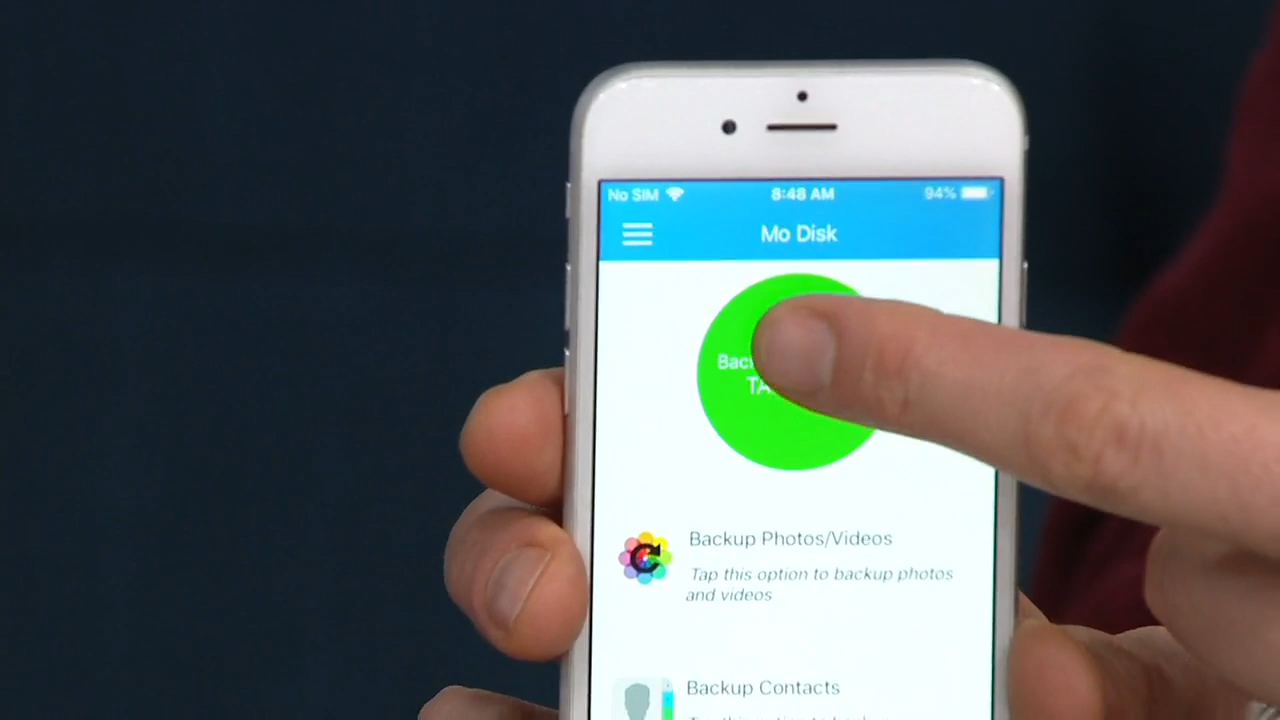 No SIM 8:48 AM 94%
Mo Disk
Backup Photos/Videos
Tap this option to backup photos
and videos
Backup Contacts